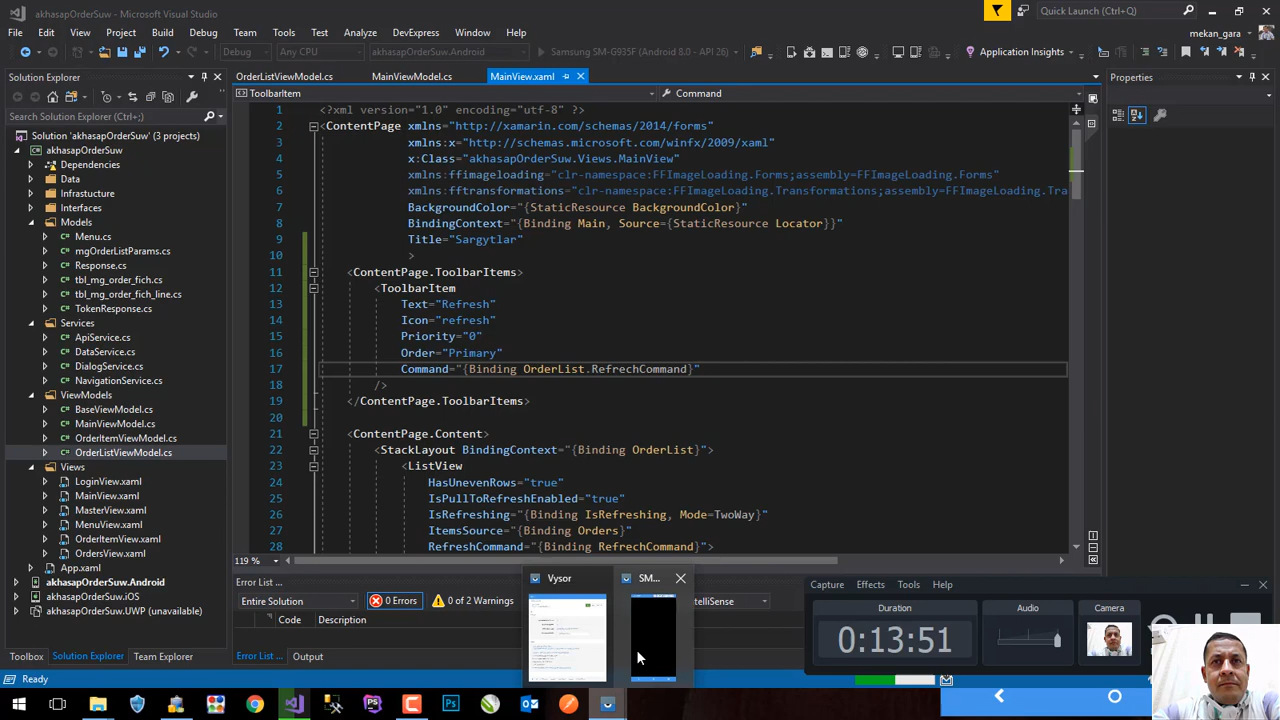 akhasapOrderSuw - Microsoft Visual Studio
Quick Launch (Ctrl+Q)
File Edit View Project Build Debug Team Tools Test Analyze DevExpress Window Help
mekan_gara
Debug Any CPU akhasapOrderSuw.Android Samsung SM-G935F (Android 8.0 - API 26) Application Insights
Solution Explorer
OrderListViewModel.cs MainViewModel.cs MainView.xaml
Properties
ToolbarItem Command
Search Solution Explorer (Ctrl+;)
Solution 'akhasapOrderSuw' (3 projects)
akhasapOrderSuw
Dependencies
Data
Infrastucture
Interfaces
Models
Menu.cs
mgOrderListParams.cs
Response.cs
tbl_mg_order_fich.cs
tbl_mg_order_fich_line.cs
TokenResponse.cs
Services
ApiService.cs
DataService.cs
DialogService.cs
NavigationService.cs
ViewModels
BaseViewModel.cs
MainViewModel.cs
OrderItemViewModel.cs
OrderListViewModel.cs
Views
LoginView.xaml
MainView.xaml
MasterView.xaml
MenuView.xaml
OrderItemView.xaml
OrdersView.xaml
App.xaml
akhasapOrderSuw.Android
akhasapOrderSuw.iOS
akhasapOrderSuw.UWP (unavailable)
1 <?xml version="1.0" encoding="utf-8" ?>
2 <ContentPage xmlns="http://xamarin.com/schemas/2014/forms"
3 xmlns:x="http://schemas.microsoft.com/winfx/2009/xaml"
4 x:Class="akhasapOrderSuw.Views.MainView"
5 xmlns:ffimageloading="clr-namespace:FFImageLoading.Forms;assembly=FFImageLoading.Forms"
6 xmlns:fftransformations="clr-namespace:FFImageLoading.Transformations;assembly=FFImageLoading.Tra
7 BackgroundColor="{StaticResource BackgroundColor}"
8 BindingContext="{Binding Main, Source={StaticResource Locator}}"
9 Title="Sargytlar"
10 >
11 <ContentPage.ToolbarItems>
12 <ToolbarItem
13 Text="Refresh"
14 Icon="refresh"
15 Priority="0"
16 Order="Primary"
17 Command="{Binding OrderList.RefrechCommand}"
18 />
19 </ContentPage.ToolbarItems>
20
21 <ContentPage.Content>
22 <StackLayout BindingContext="{Binding OrderList}">
23 <ListView
24 HasUnevenRows="true"
25 IsPullToRefreshEnabled="true"
26 IsRefreshing="{Binding IsRefreshing, Mode=TwoWay}"
27 ItemsSource="{Binding Orders}"
28 RefreshCommand="{Binding RefrechCommand}">
119 %
Error List ...
Entire Solution 0 Errors 0 of 2 Warnings ntelliSense
Code Description
Solution Explorer Team Explorer Error List ...
Vysor SM...
Capture Effects Tools Help
Duration Audio Camera
00:13:51